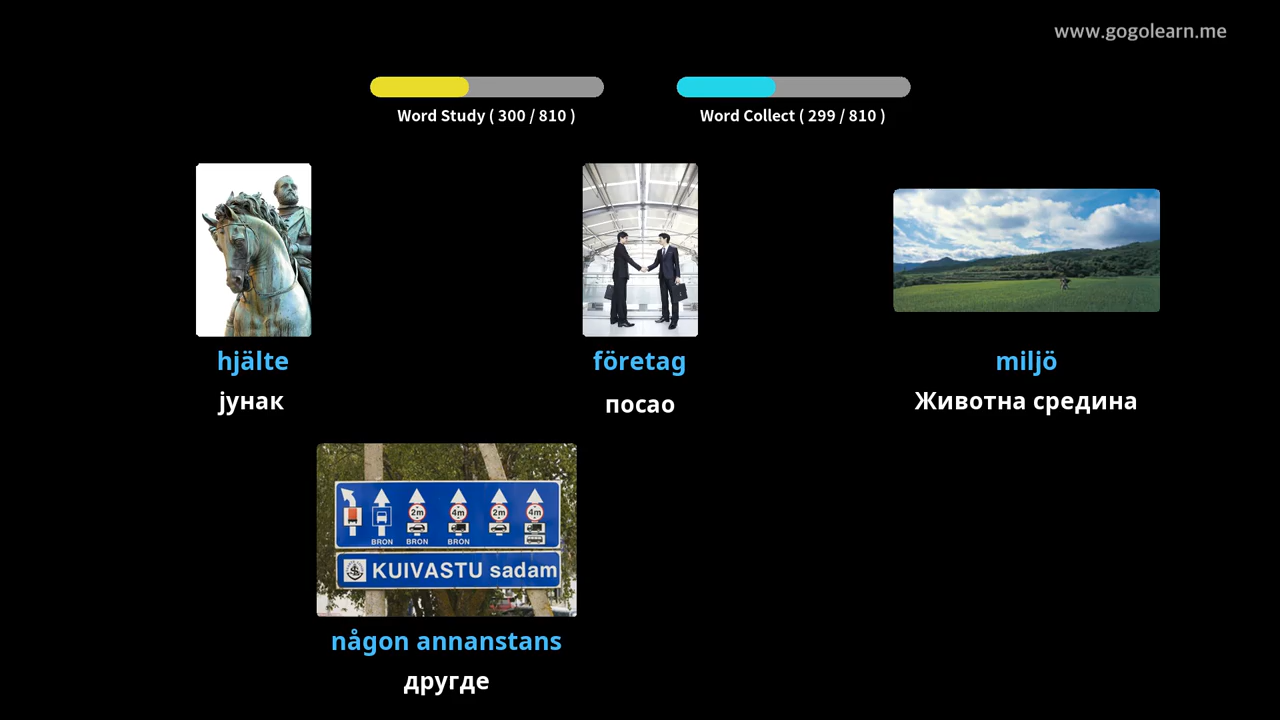 www.gogolearn.me
Word Study ( 300 / 810 )
Word Collect ( 299 / 810 )
hjälte
företag
miljö
јунак
посао
Животна средина
2m
4m
2m
4m
BRON
BRON
BRON
KUIVASTU sadam
någon annanstans
другде